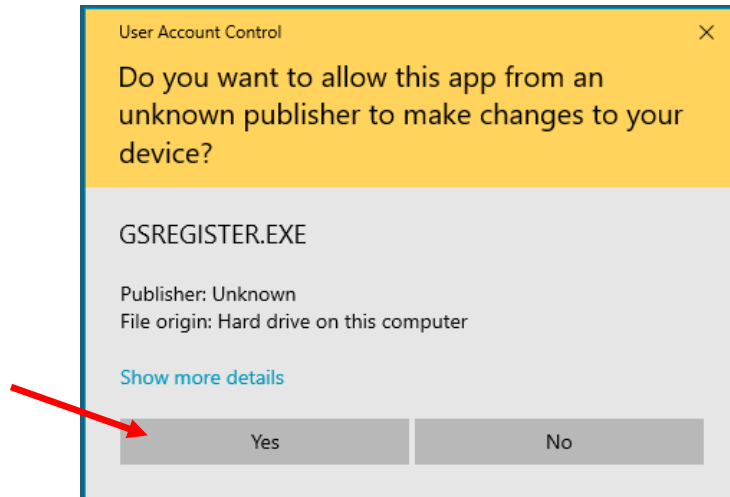 User Account Control
Do you want to allow this app from an
unknown publisher to make changes to your
device?
GSREGISTER.EXE
Publisher: Unknown
File origin: Hard drive on this computer
Show more details
Yes
No